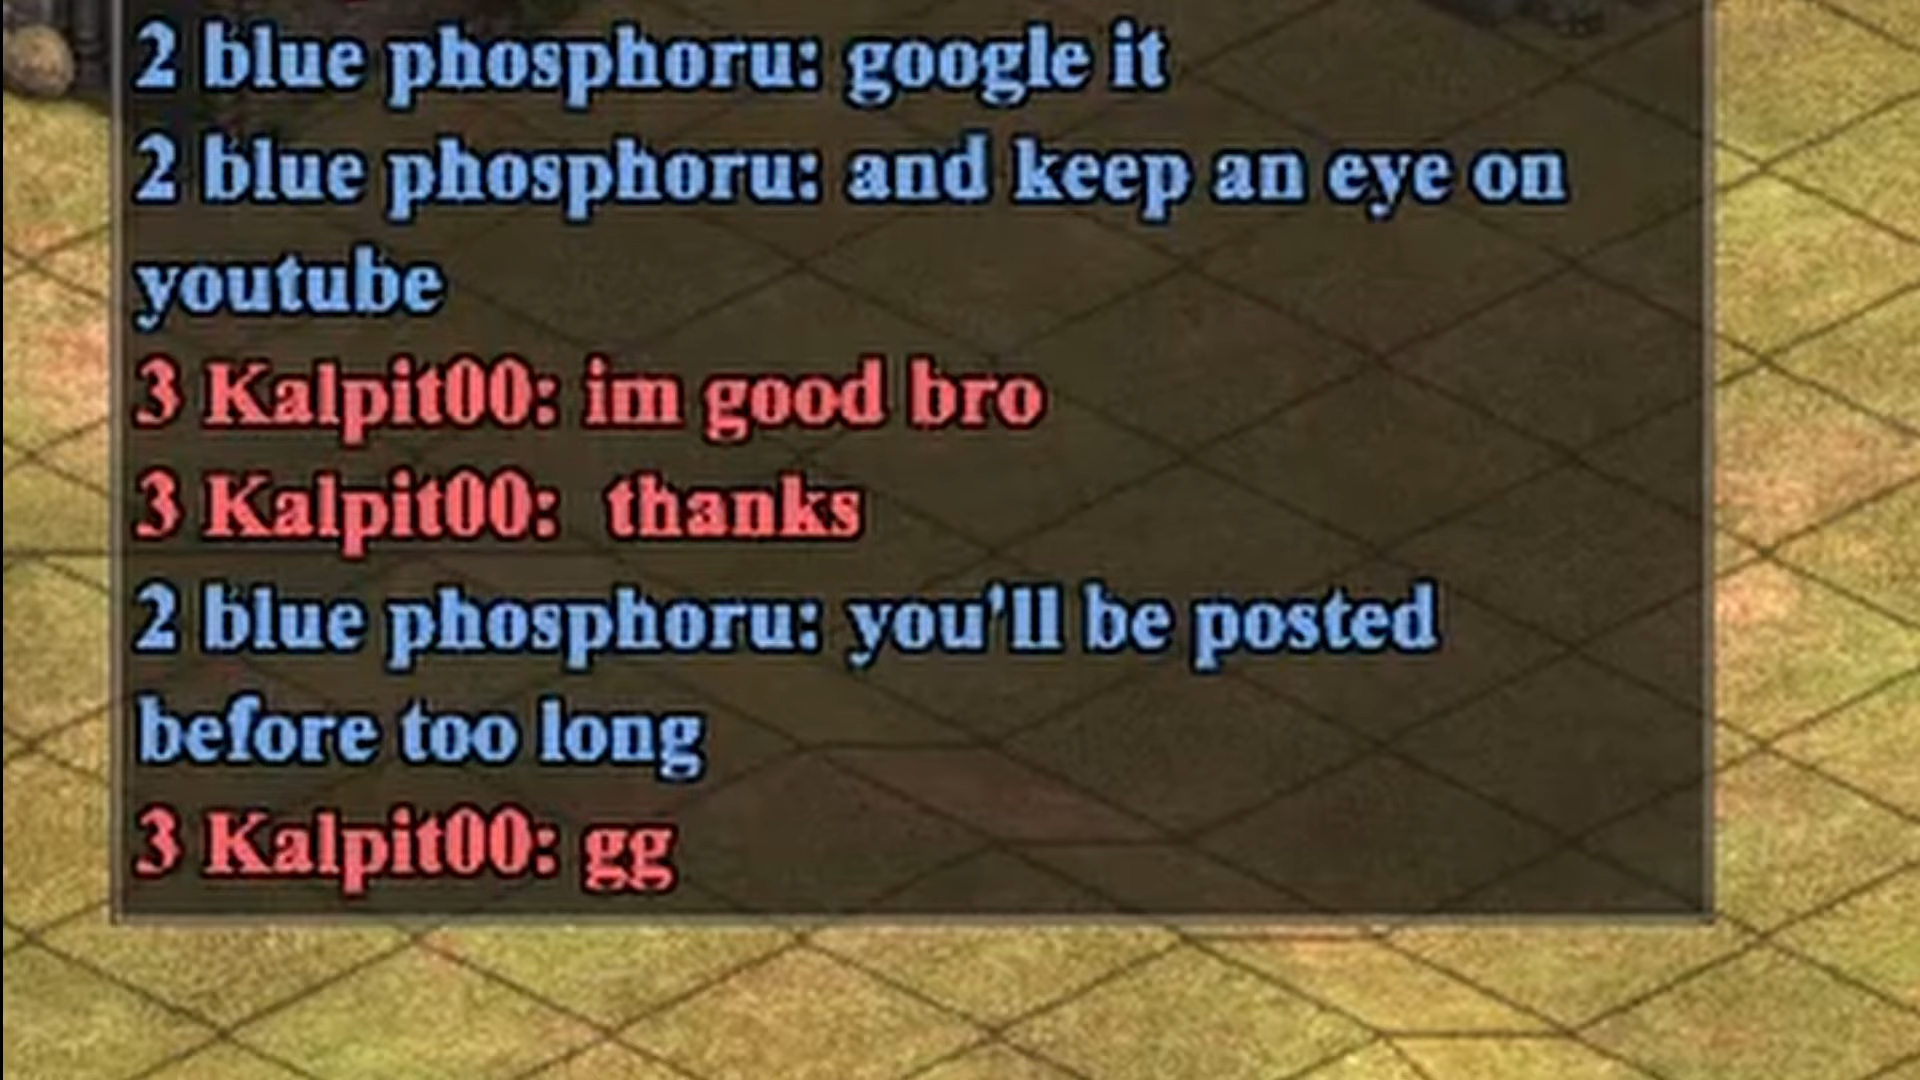 2 blue phosphoru: google it
2 blue phosphoru: and keep an eye on
youtube
3 Kalpit00: im good bro
3 Kalpit00:  thanks
2 blue phosphoru: you'll be posted
before too long
3 Kalpit00: gg